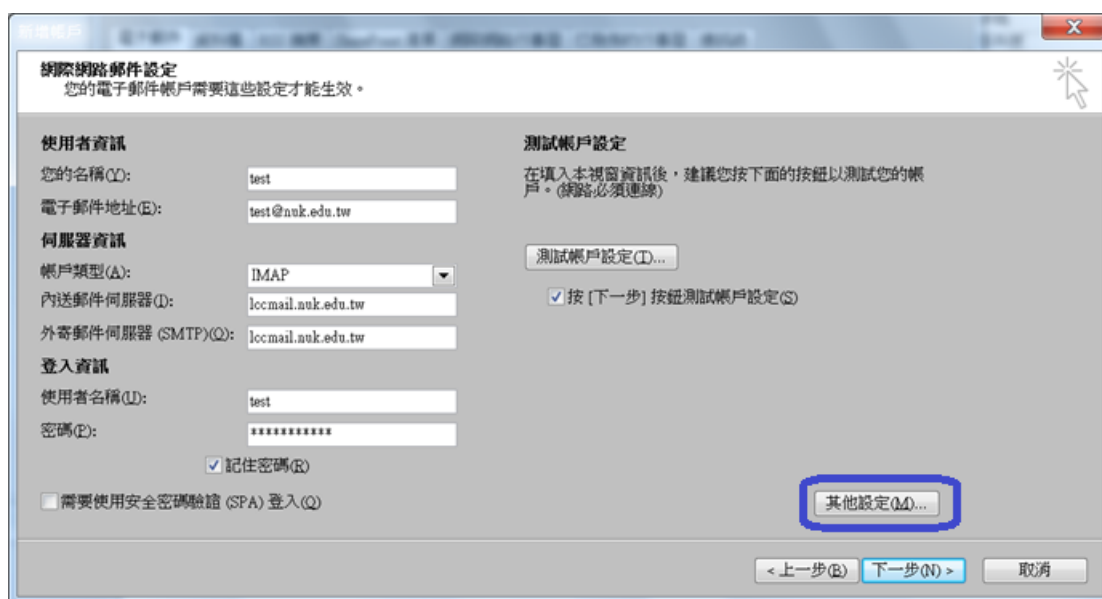 新增帳戶
網際網路郵件設定
您的電子郵件帳戶需要這些設定才能生效。
使用者資訊
您的名稱(Y):
test
電子郵件地址(E):
test@nuk.edu.tw
伺服器資訊
帳戶類型(A):
IMAP
內送郵件伺服器(I):
lccmail.nuk.edu.tw
外寄郵件伺服器 (SMTP)(O):
lccmail.nuk.edu.tw
登入資訊
使用者名稱(U):
test
密碼(P):
***********
記住密碼(R)
需要使用安全密碼驗證 (SPA) 登入(Q)
測試帳戶設定
在填入本視窗資訊後，建議您按下面的按鈕以測試您的帳
戶。(網路必須連線)
測試帳戶設定(T)...
按 [下一步] 按鈕測試帳戶設定(S)
其他設定(M)...
< 上一步(B)
下一步(N) >
取消